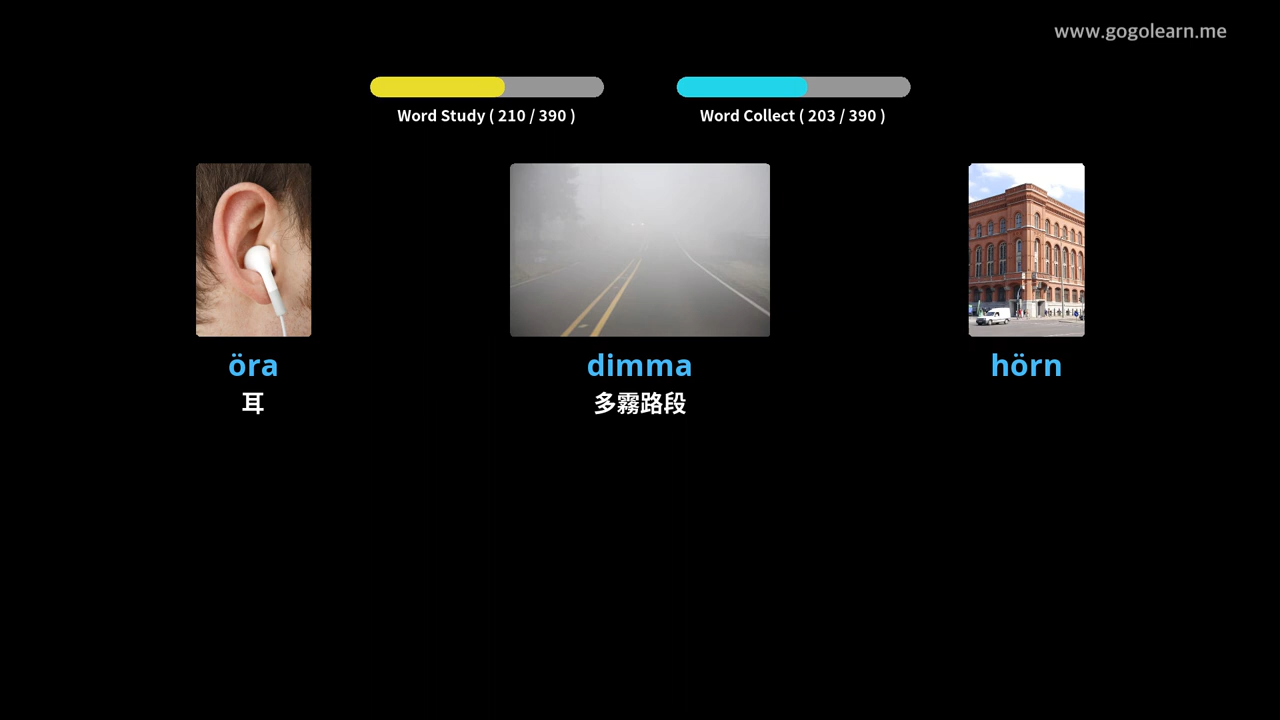 www.gogolearn.me
Word Study ( 210 / 390 )
Word Collect ( 203 / 390 )
öra
dimma
hörn
耳
多霧路段